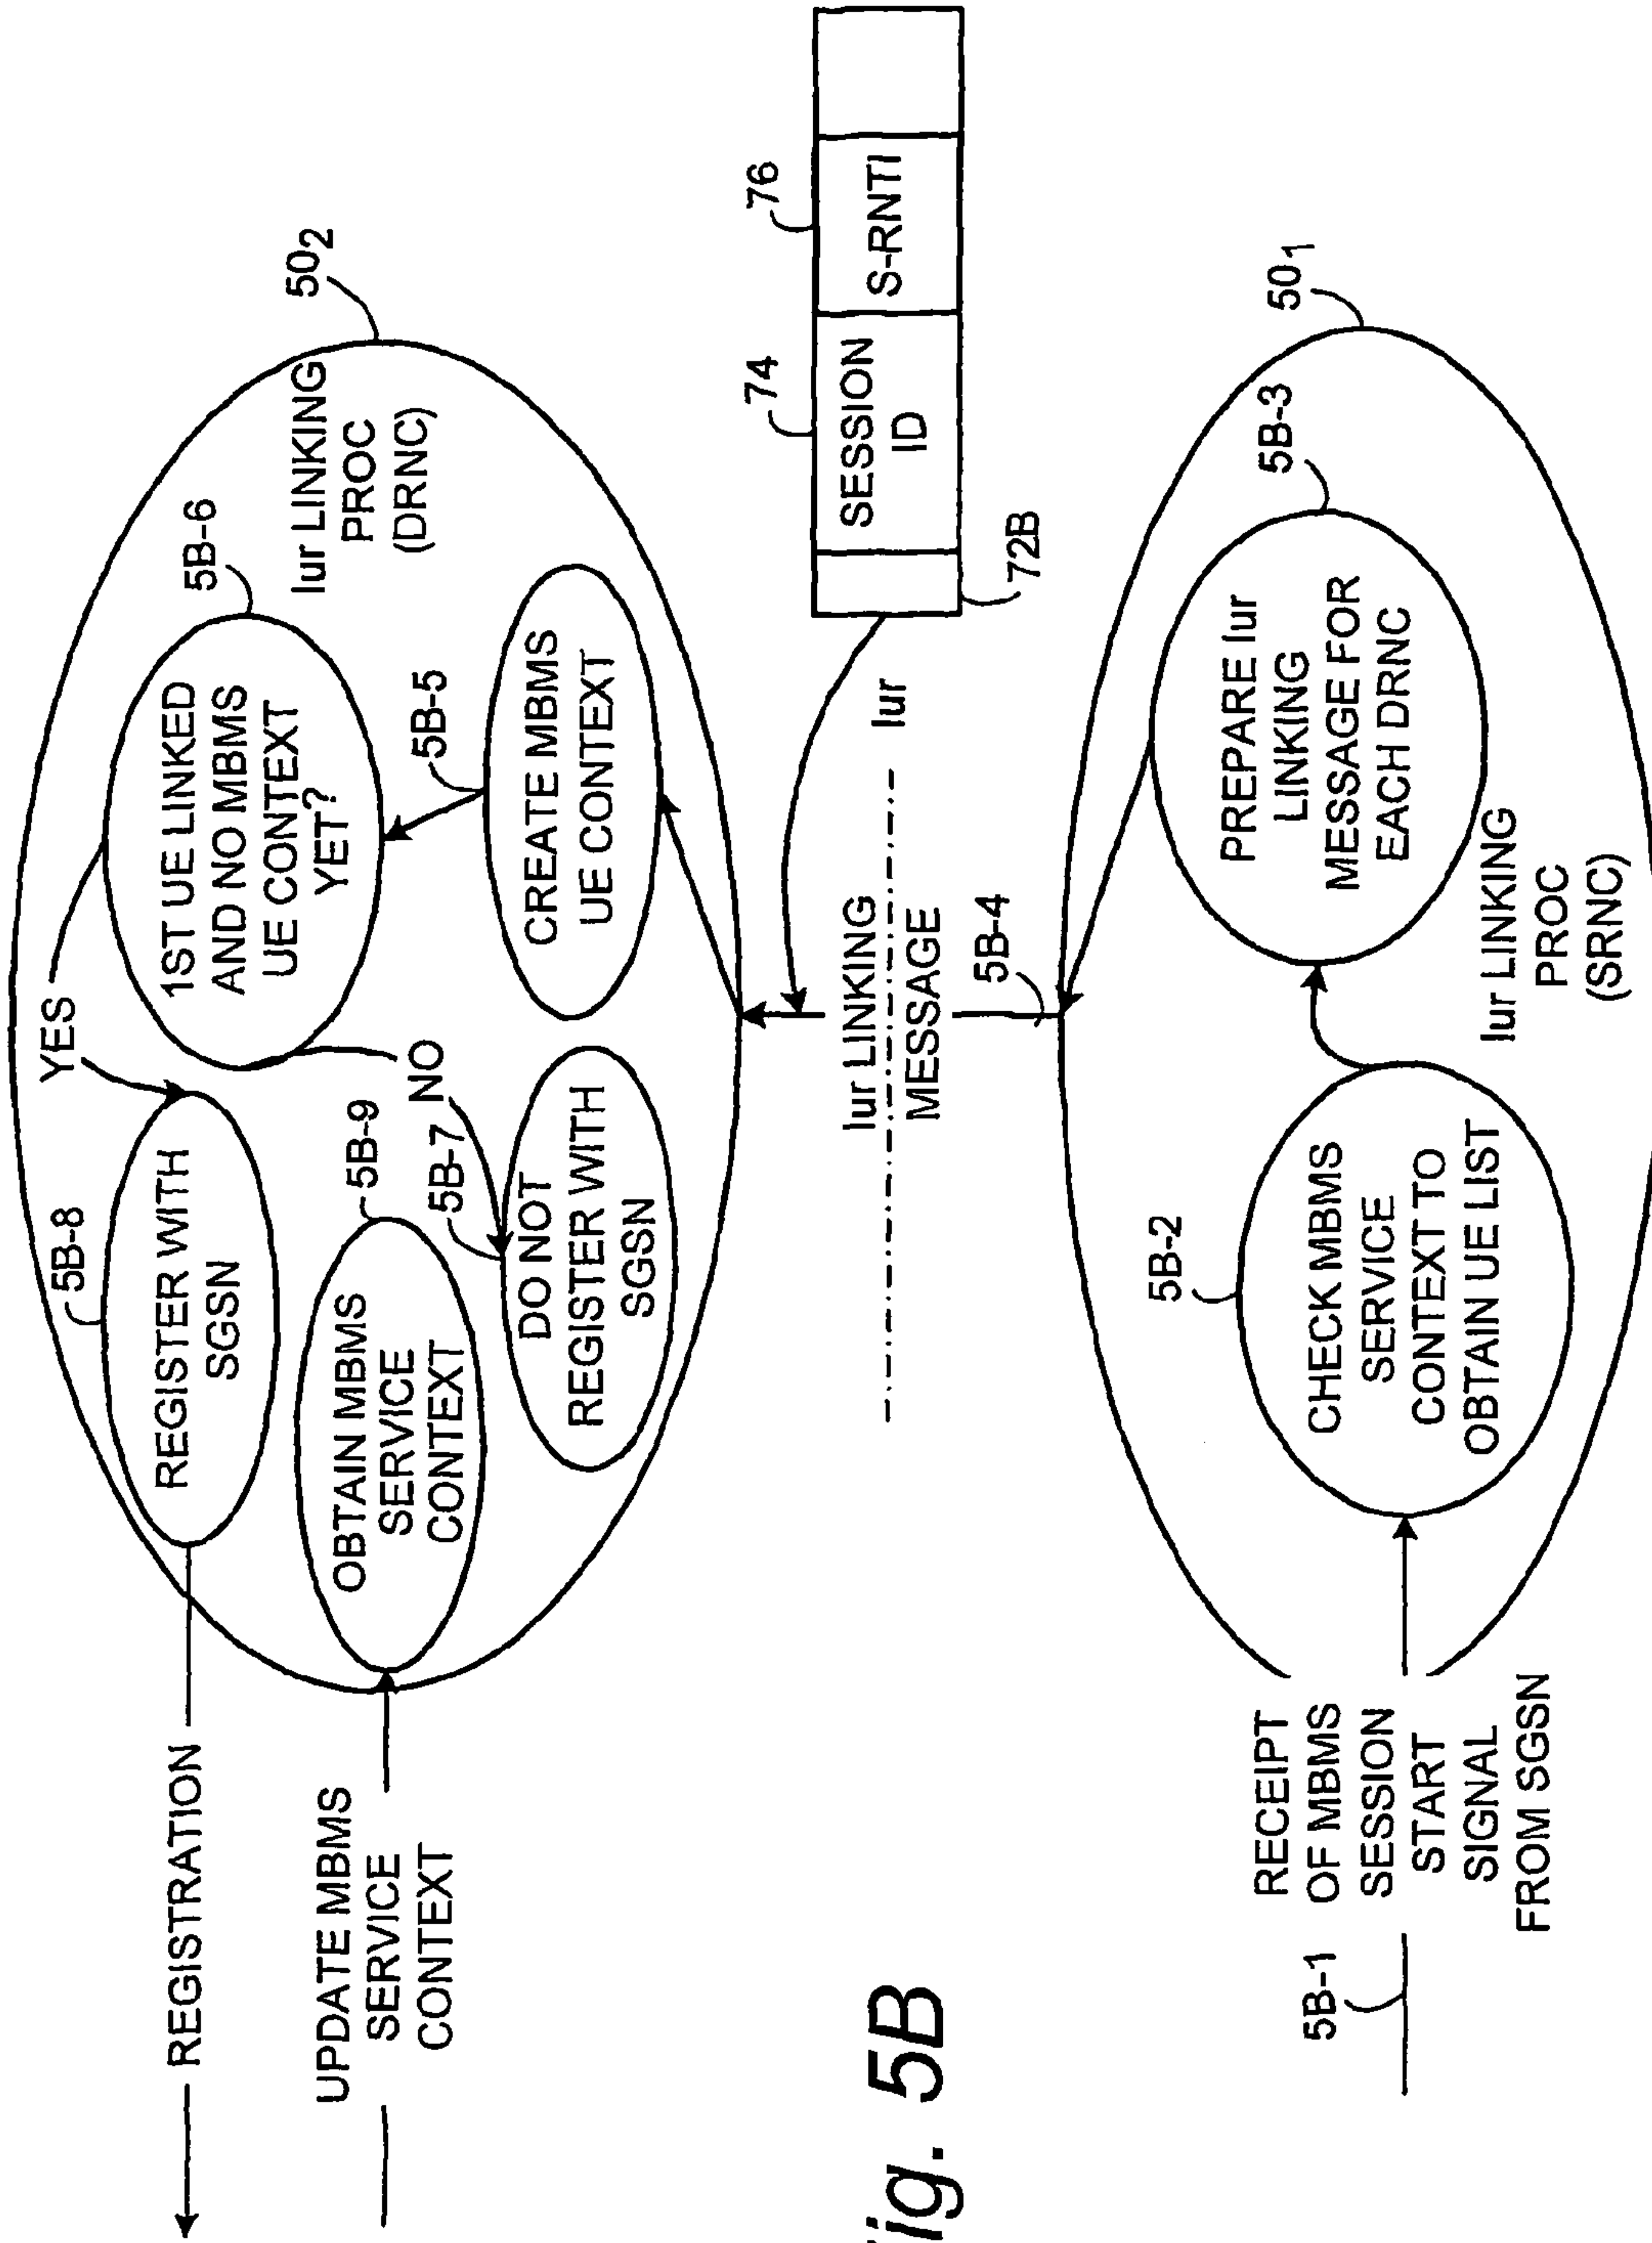 REGISTRATION
5B-8
REGISTER WITH
SGSN
YES
5B-6
1ST UE LINKED
AND NO MBMS
UE CONTEXT
YET?
50₂
Iur LINKING
PROC
(DRNC)
UPDATE MBMS
SERVICE
CONTEXT
OBTAIN MBMS
SERVICE
CONTEXT
5B-9
NO
5B-7
DO NOT
REGISTER WITH
SGSN
5B-5
CREATE MBMS
UE CONTEXT
Iur LINKING
MESSAGE
Iur
5B-4
74
76
SESSION
ID
S-RNTI
72B
5B-1
RECEIPT
OF MBMS
SESSION
START
SIGNAL
FROM SGSN
5B-2
CHECK MBMS
SERVICE
CONTEXT TO
OBTAIN UE LIST
5B-3
PREPARE Iur
LINKING
MESSAGE FOR
EACH DRNC
50₁
Iur LINKING
PROC
(SRNC)
ig. 5B